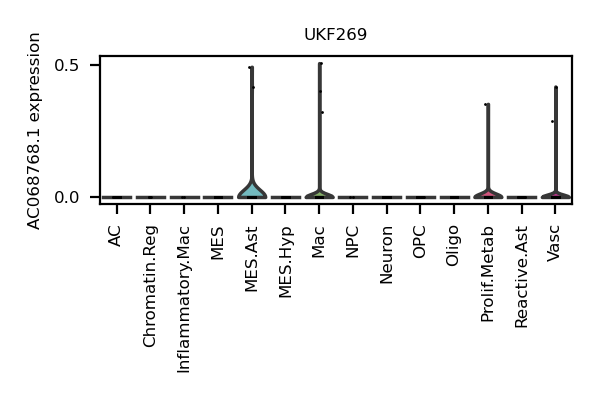 UKF269
AC068768.1 expression
0.5
0.0
AC
Chromatin.Reg
Inflammatory.Mac
MES
MES.Ast
MES.Hyp
Mac
NPC
Neuron
OPC
Oligo
Prolif.Metab
Reactive.Ast
Vasc